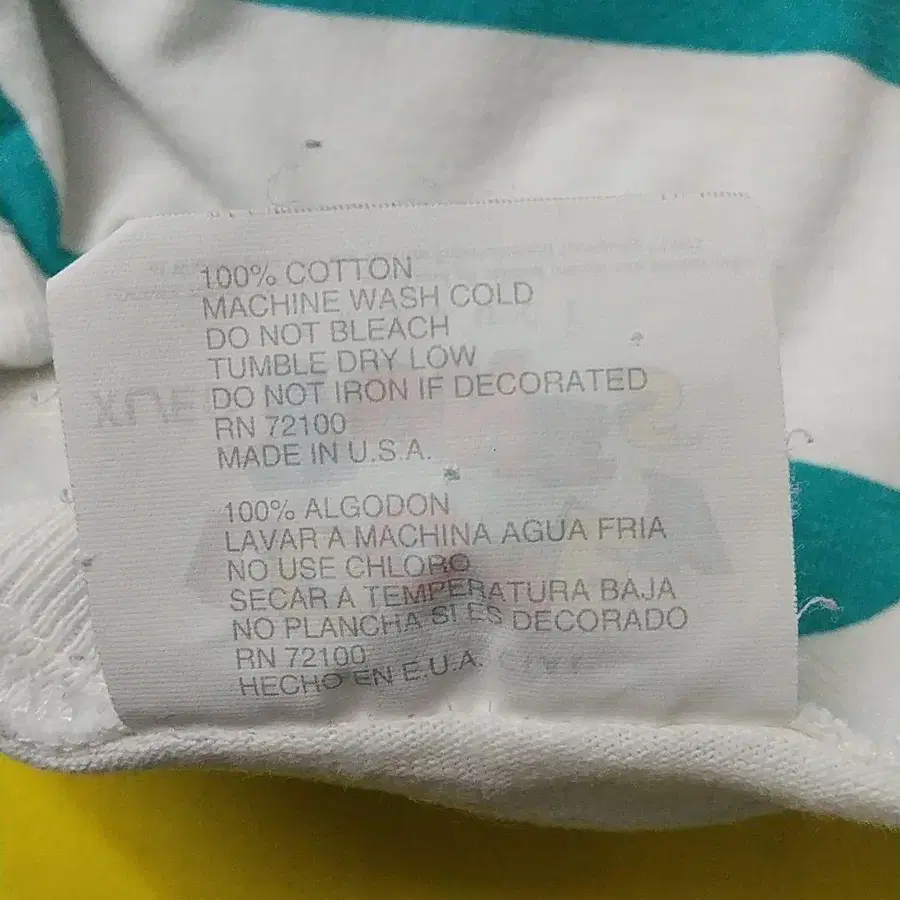 100% COTTON
MACHINE WASH COLD
DO NOT BLEACH
TUMBLE DRY LOW
DO NOT IRON IF DECORATED
RN 72100
MADE IN U.S.A.
100% ALGODON
LAVAR A MACHINA AGUA FRIA
NO USE CHLORO
SECAR A TEMPERATURA BAJA
NO PLANCHA SI ES DECORADO
RN 72100
HECHO EN E.U.A.